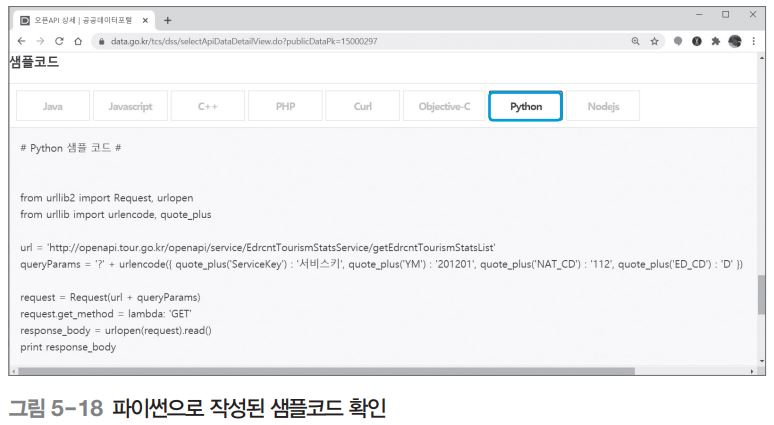 오픈API 상세 | 공공데이터포털
data.go.kr/tcs/dss/selectApiDataDetailView.do?publicDataPk=15000297
샘플코드
Java Javascript C++ PHP Curl Objective-C Python Nodejs
# Python 샘플 코드 #
from urllib2 import Request, urlopen
from urllib import urlencode, quote_plus
url = 'http://openapi.tour.go.kr/openapi/service/EdrcntTourismStatsService/getEdrcntTourismStatsList'
queryParams = '?' + urlencode({ quote_plus('ServiceKey') : '서비스키', quote_plus('YM') : '201201', quote_plus('NAT_CD') : '112', quote_plus('ED_CD') : 'D' })
request = Request(url + queryParams)
request.get_method = lambda: 'GET'
response_body = urlopen(request).read()
print response_body
그림 5-18 파이썬으로 작성된 샘플코드 확인